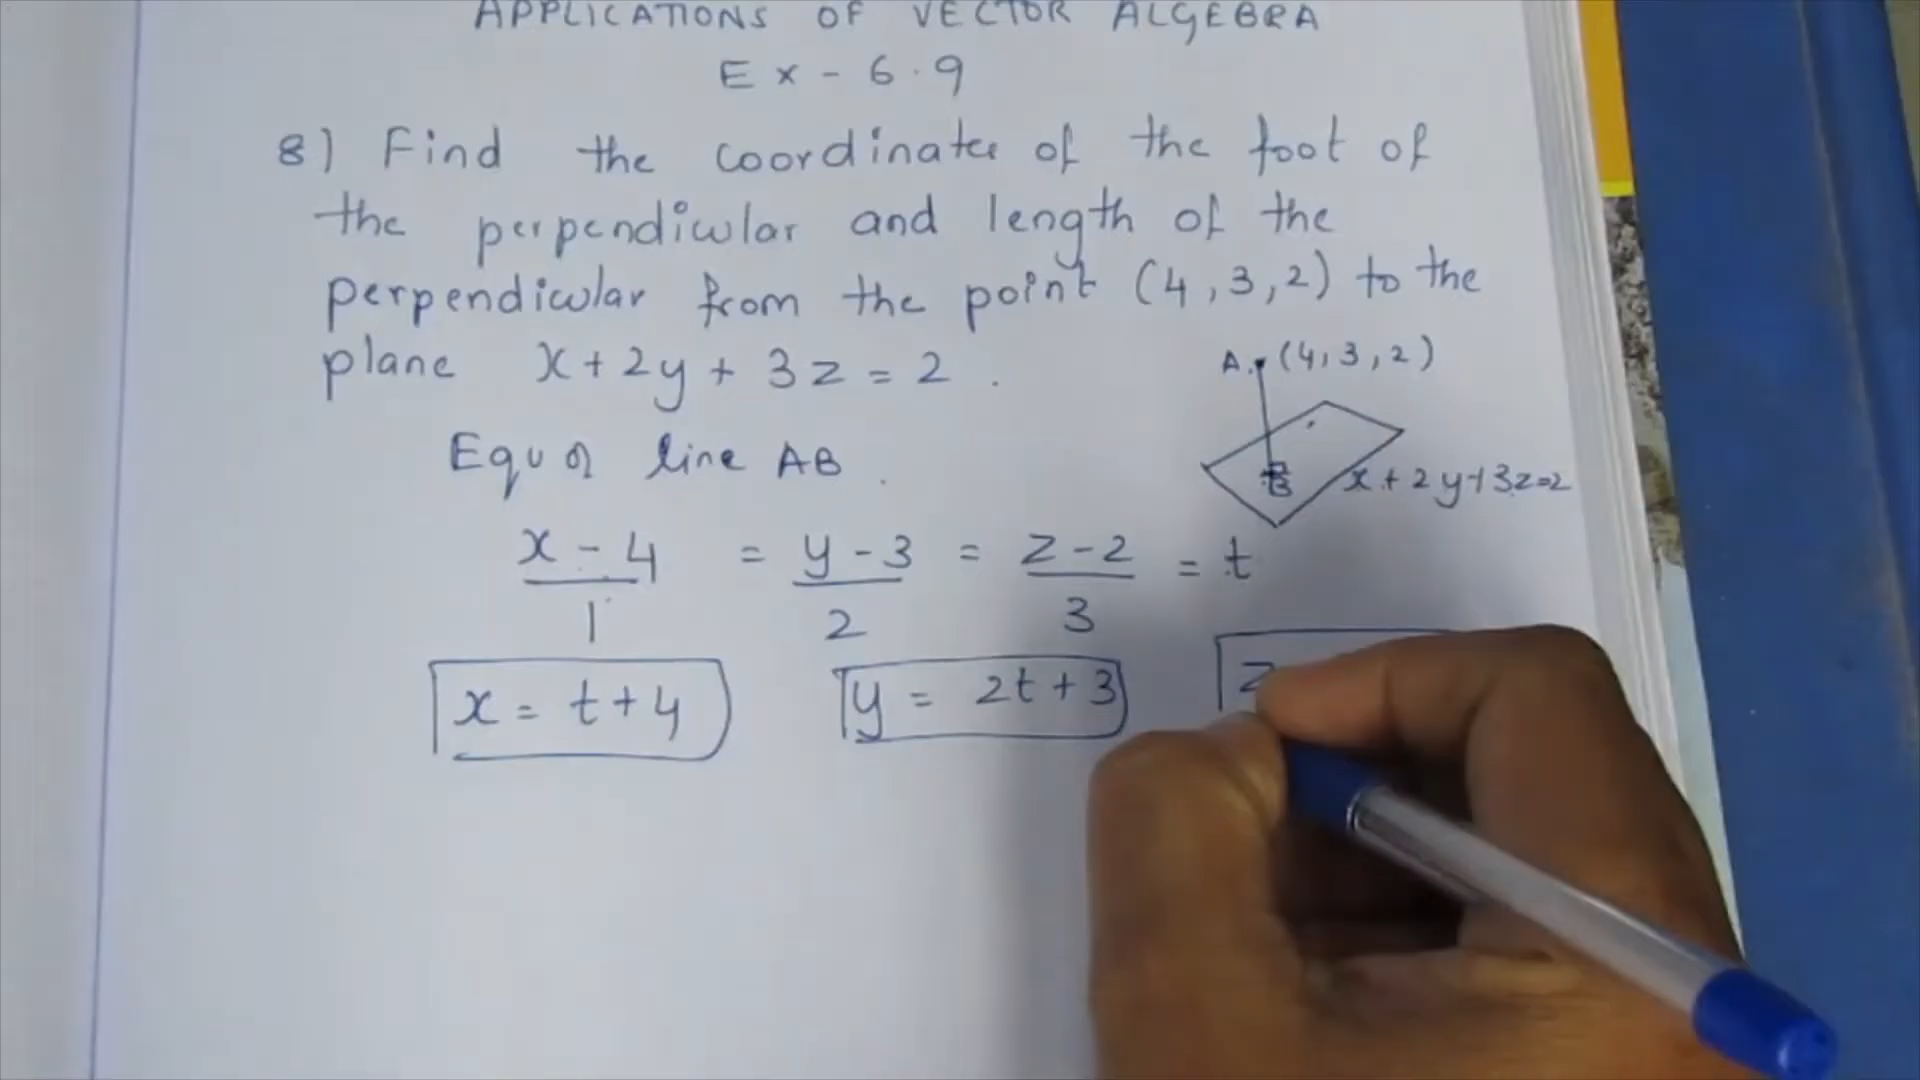 APPLICATIONS OF VECTOR ALGEBRA
Ex - 6.9
8) Find the coordinates of the foot of
the perpendicular and length of the
perpendicular from the point (4,3,2) to the
plane x + 2y + 3z = 2.
A. (4,3,2)
B
x + 2y + 3z = 2
Equ of line AB.
x - 4 = y - 3 = z - 2 = t
1 2 3
x = t + 4 y = 2t + 3 z